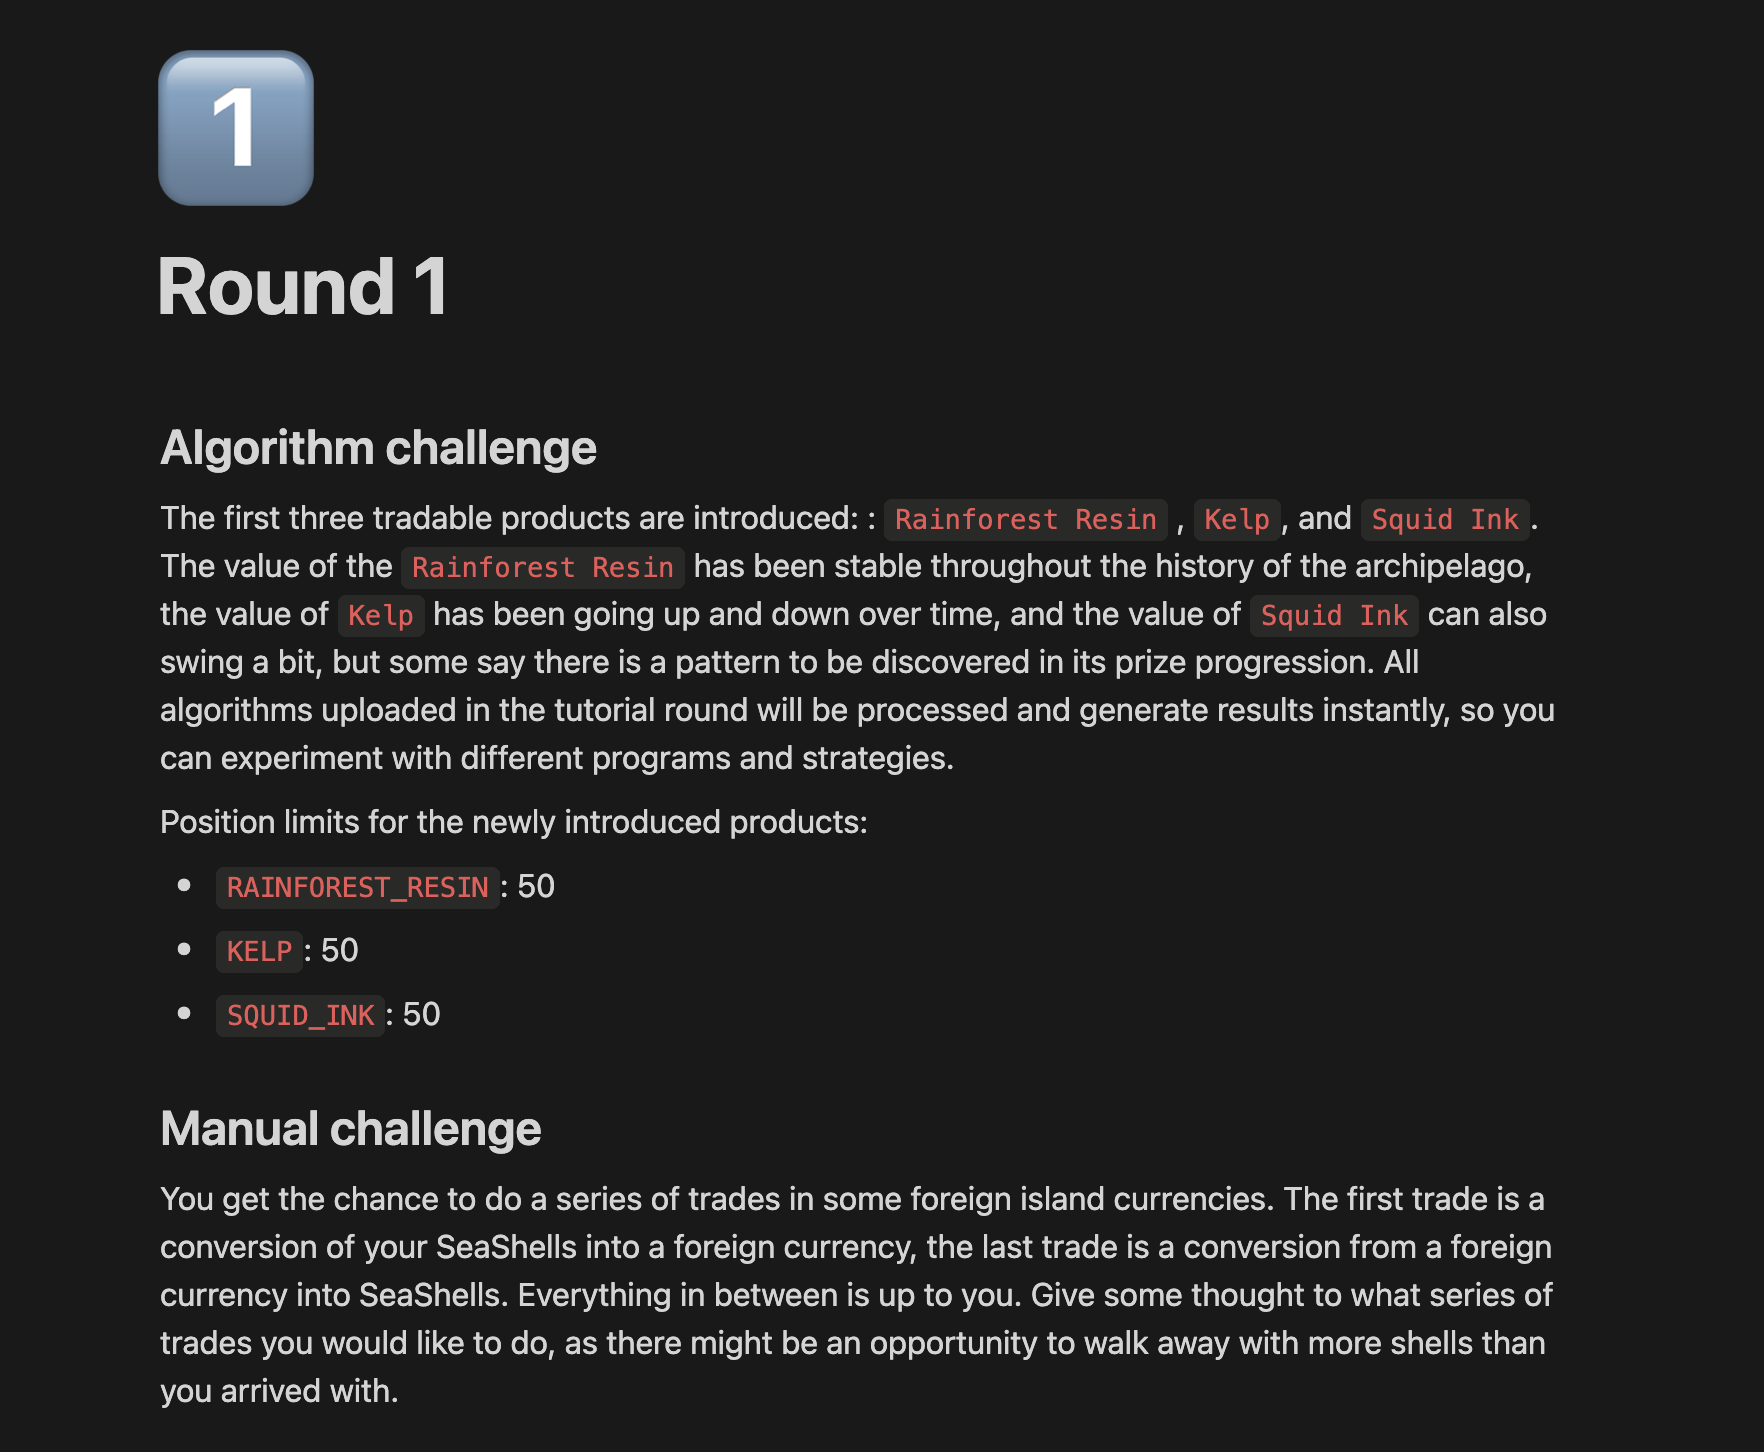 1
Round 1
Algorithm challenge
The first three tradable products are introduced: : Rainforest Resin , Kelp, and Squid Ink.
The value of the Rainforest Resin has been stable throughout the history of the archipelago,
the value of Kelp has been going up and down over time, and the value of Squid Ink can also
swing a bit, but some say there is a pattern to be discovered in its prize progression. All
algorithms uploaded in the tutorial round will be processed and generate results instantly, so you
can experiment with different programs and strategies.
Position limits for the newly introduced products:
• RAINFOREST_RESIN: 50
• KELP: 50
• SQUID_INK: 50
Manual challenge
You get the chance to do a series of trades in some foreign island currencies. The first trade is a
conversion of your SeaShells into a foreign currency, the last trade is a conversion from a foreign
currency into SeaShells. Everything in between is up to you. Give some thought to what series of
trades you would like to do, as there might be an opportunity to walk away with more shells than
you arrived with.